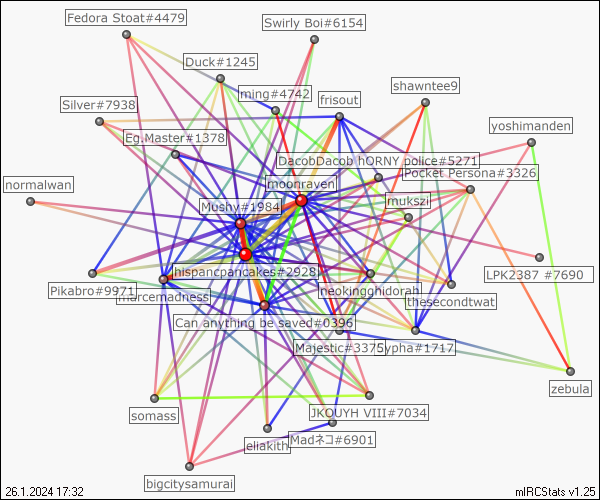 Fedora Stoat#4479
Swirly Boi#6154
Duck#1245
ming#4742
shawntee9
frisout
Silver#7938
yoshimanden
Eg.Master#1378
DacobDacob hORNY police#5271
Pocket Persona#3326
moonraven
normalwan
mukszi
Mushy#1984
hispancpancakes#2928
LPK2387 #7690
Pikabro#9971
marcemadness
neokingghidorah
thesecondtwat
Can anything be saved#0396
Majestic#3375
ypha#1717
zebula
somass
JKOUYH VIII#7034
eliakith
Madネコ#6901
bigcitysamurai
26.1.2024 17:32
mIRCStats v1.25